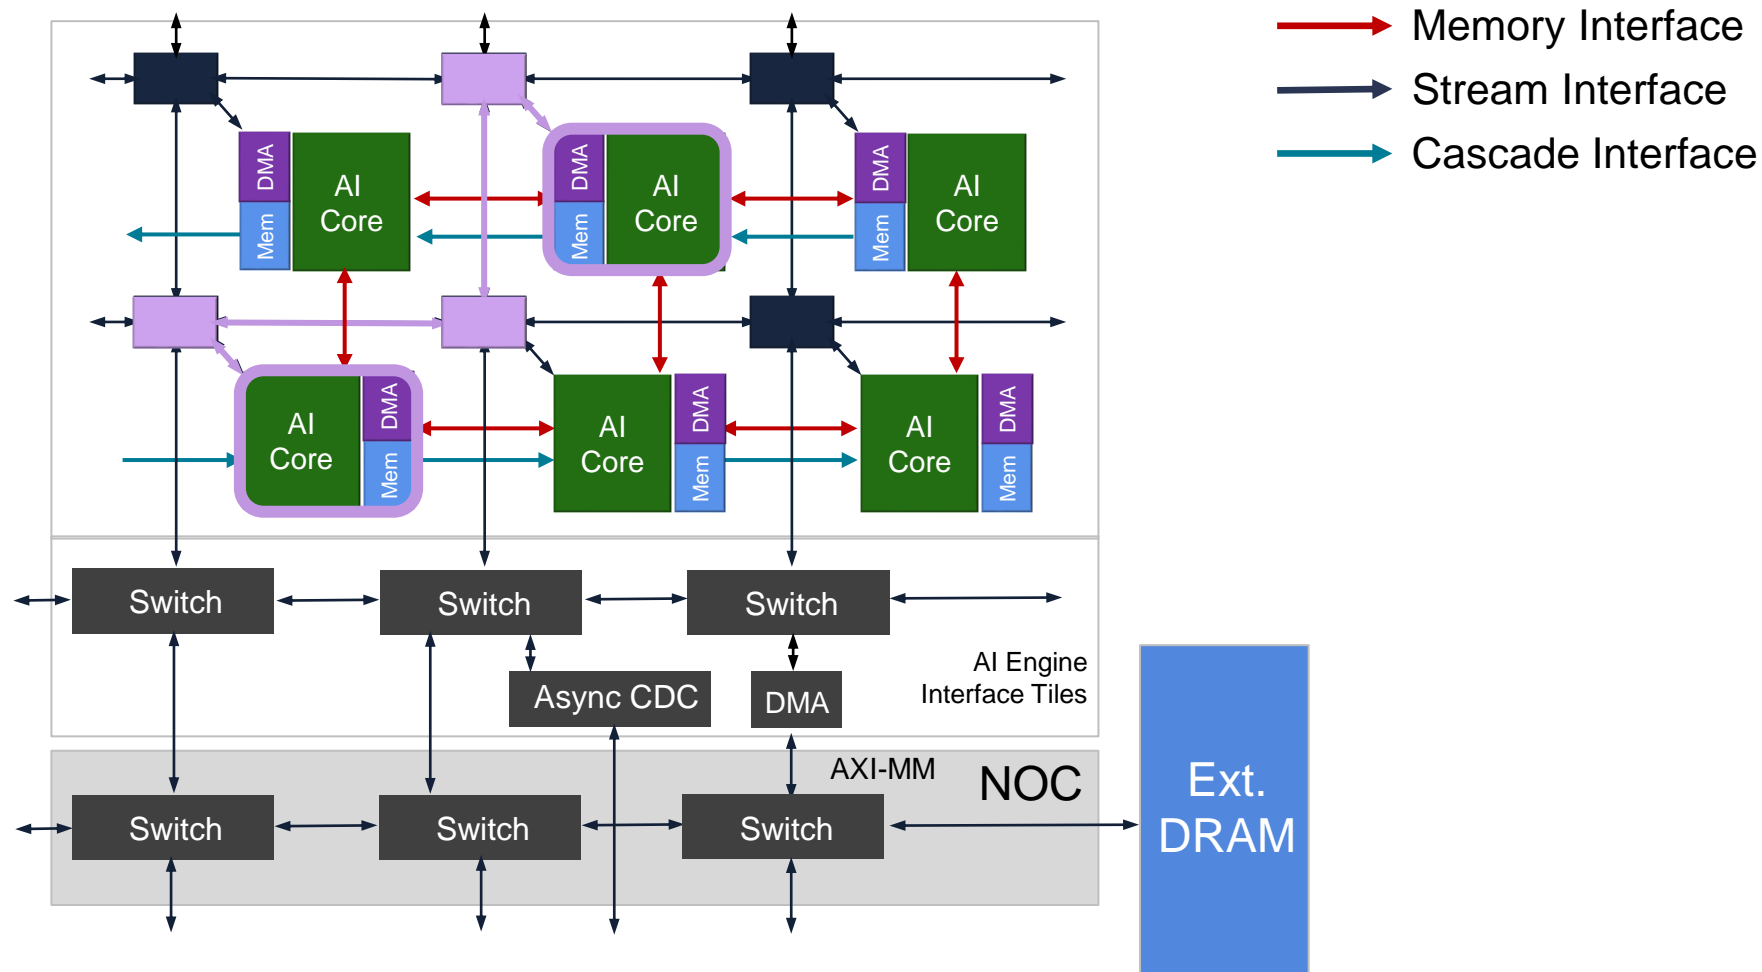 Memory Interface
Stream Interface
Cascade Interface
DMA
Mem
AI
Core
DMA
Mem
AI
Core
DMA
Mem
AI
Core
AI
Core
DMA
Mem
AI
Core
DMA
Mem
AI
Core
DMA
Mem
Switch
Switch
Switch
Async CDC
DMA
AI Engine
Interface Tiles
AXI-MM
NOC
Switch
Switch
Switch
Ext.
DRAM